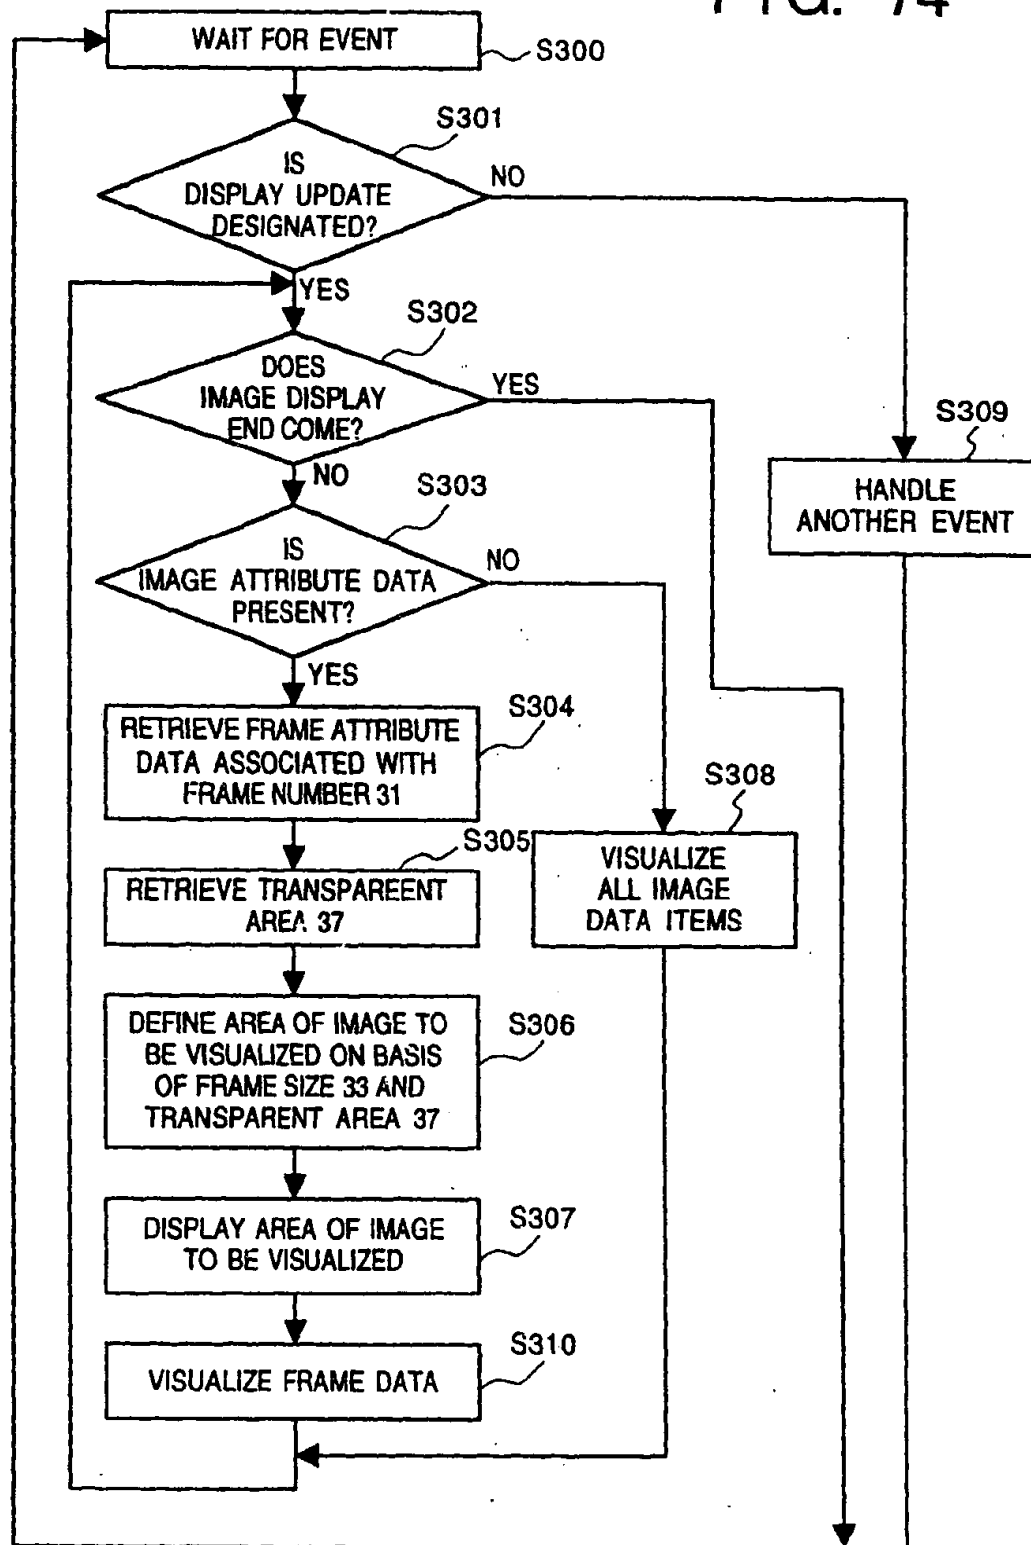 FIG. 74
WAIT FOR EVENT
S300
S301
IS
DISPLAY UPDATE
DESIGNATED?
NO
YES
S302
DOES
IMAGE DISPLAY
END COME?
YES
NO
S303
IS
IMAGE ATTRIBUTE DATA
PRESENT?
NO
YES
S309
HANDLE
ANOTHER EVENT
S304
RETRIEVE FRAME ATTRIBUTE
DATA ASSOCIATED WITH
FRAME NUMBER 31
S308
VISUALIZE
ALL IMAGE
DATA ITEMS
S305
RETRIEVE TRANSPAREENT
AREA 37
DEFINE AREA OF IMAGE TO
BE VISUALIZED ON BASIS
OF FRAME SIZE 33 AND
TRANSPARENT AREA 37
S306
DISPLAY AREA OF IMAGE
TO BE VISUALIZED
S307
VISUALIZE FRAME DATA
S310